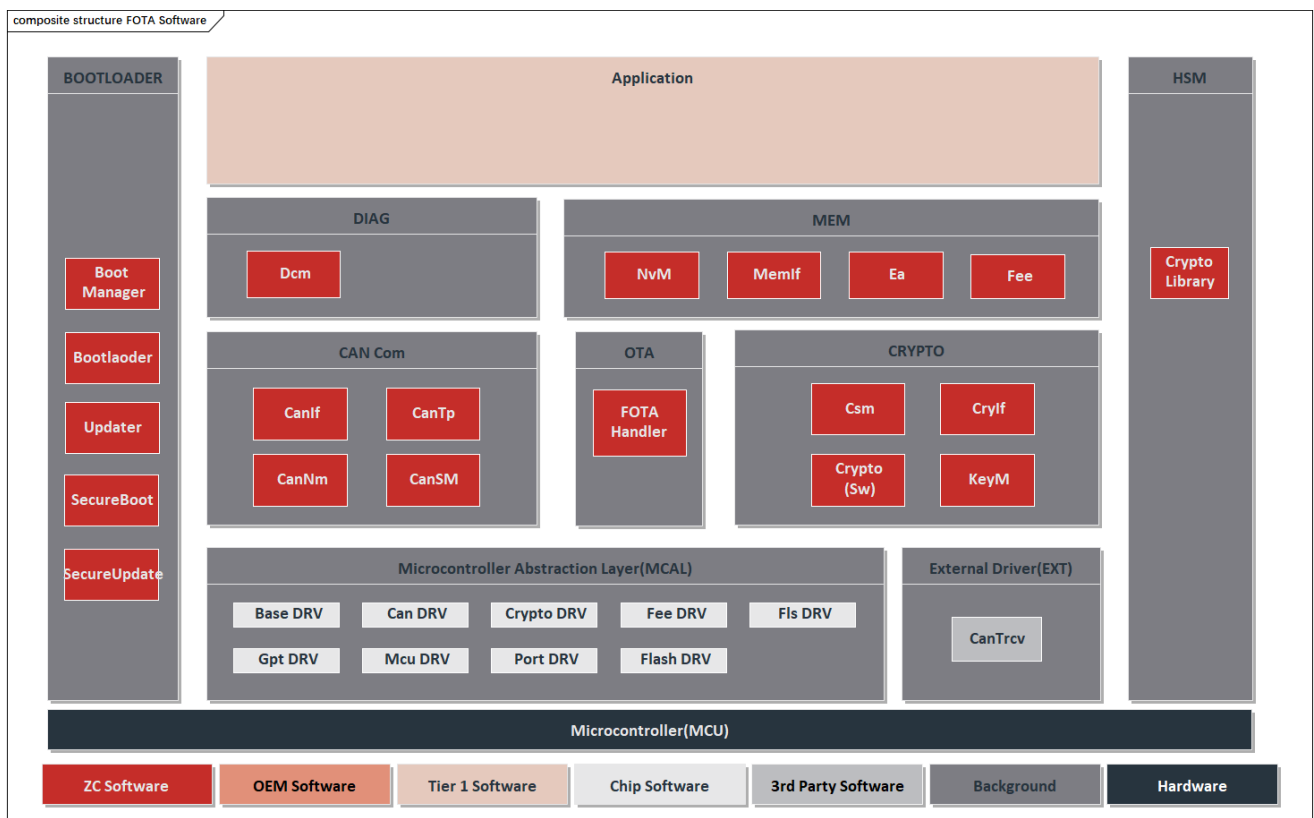 composite structure FOTA Software
BOOTLOADER
Boot
Manager
Bootlaoder
Updater
SecureBoot
SecureUpdate
Application
DIAG
Dcm
MEM
NvM
MemIf
Ea
Fee
CAN Com
CanIf
CanTp
CanNm
CanSM
OTA
FOTA
Handler
CRYPTO
Csm
CryIf
Crypto
(Sw)
KeyM
Microcontroller Abstraction Layer(MCAL)
Base DRV
Can DRV
Crypto DRV
Fee DRV
Fls DRV
Gpt DRV
Mcu DRV
Port DRV
Flash DRV
External Driver(EXT)
CanTrcv
HSM
Crypto
Library
Microcontroller(MCU)
ZC Software
OEM Software
Tier 1 Software
Chip Software
3rd Party Software
Background
Hardware